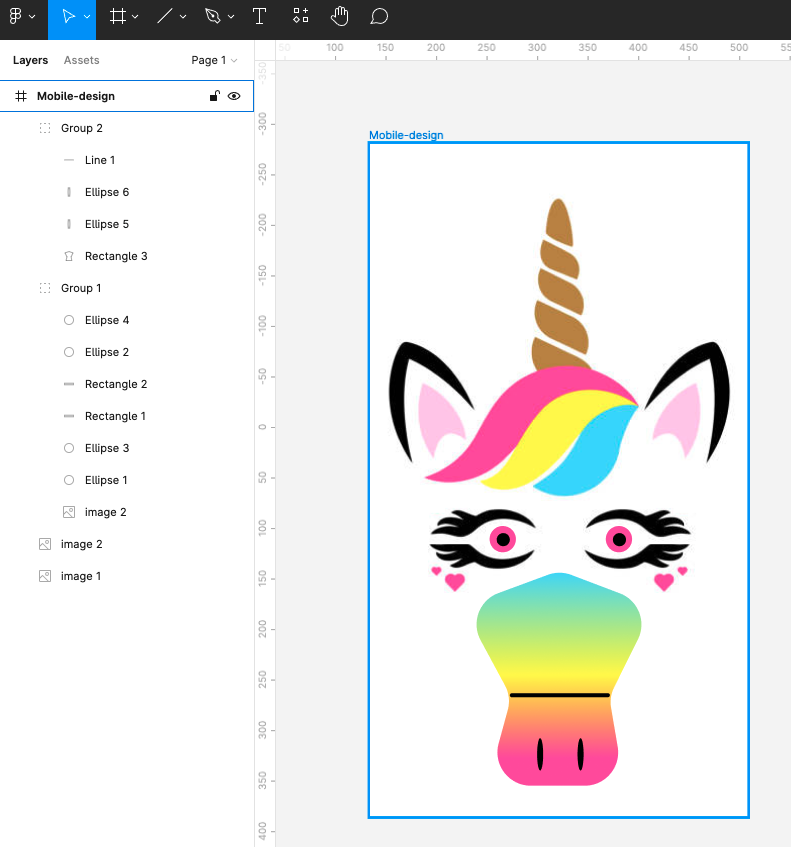 Layers Assets Page 1
50 100 150 200 250 300 350 400 450 500 55
Mobile-design
Group 2
Line 1
Ellipse 6
Ellipse 5
Rectangle 3
Group 1
Ellipse 4
Ellipse 2
Rectangle 2
Rectangle 1
Ellipse 3
Ellipse 1
image 2
image 2
image 1
-350
-300
-250
-200
-150
-100
-50
0
50
100
150
200
250
300
350
400
Mobile-design